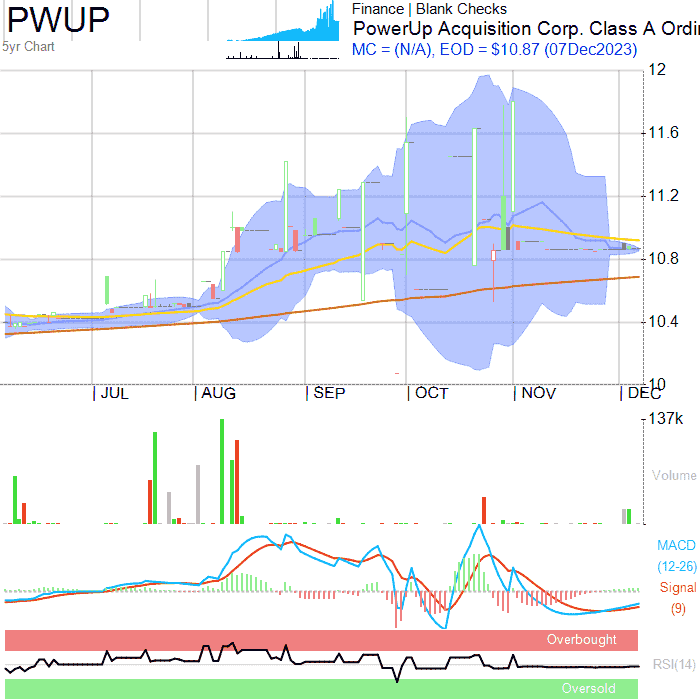 PWUP
5yr Chart
Finance | Blank Checks
PowerUp Acquisition Corp. Class A Ordi
MC = (N/A), EOD = $10.87 (07Dec2023)
12
11.6
11.2
10.8
10.4
10
JUL
AUG
SEP
OCT
NOV
DEC
137k
Volume
MACD
(12-26)
Signal
(9)
Overbought
RSI(14)
Oversold